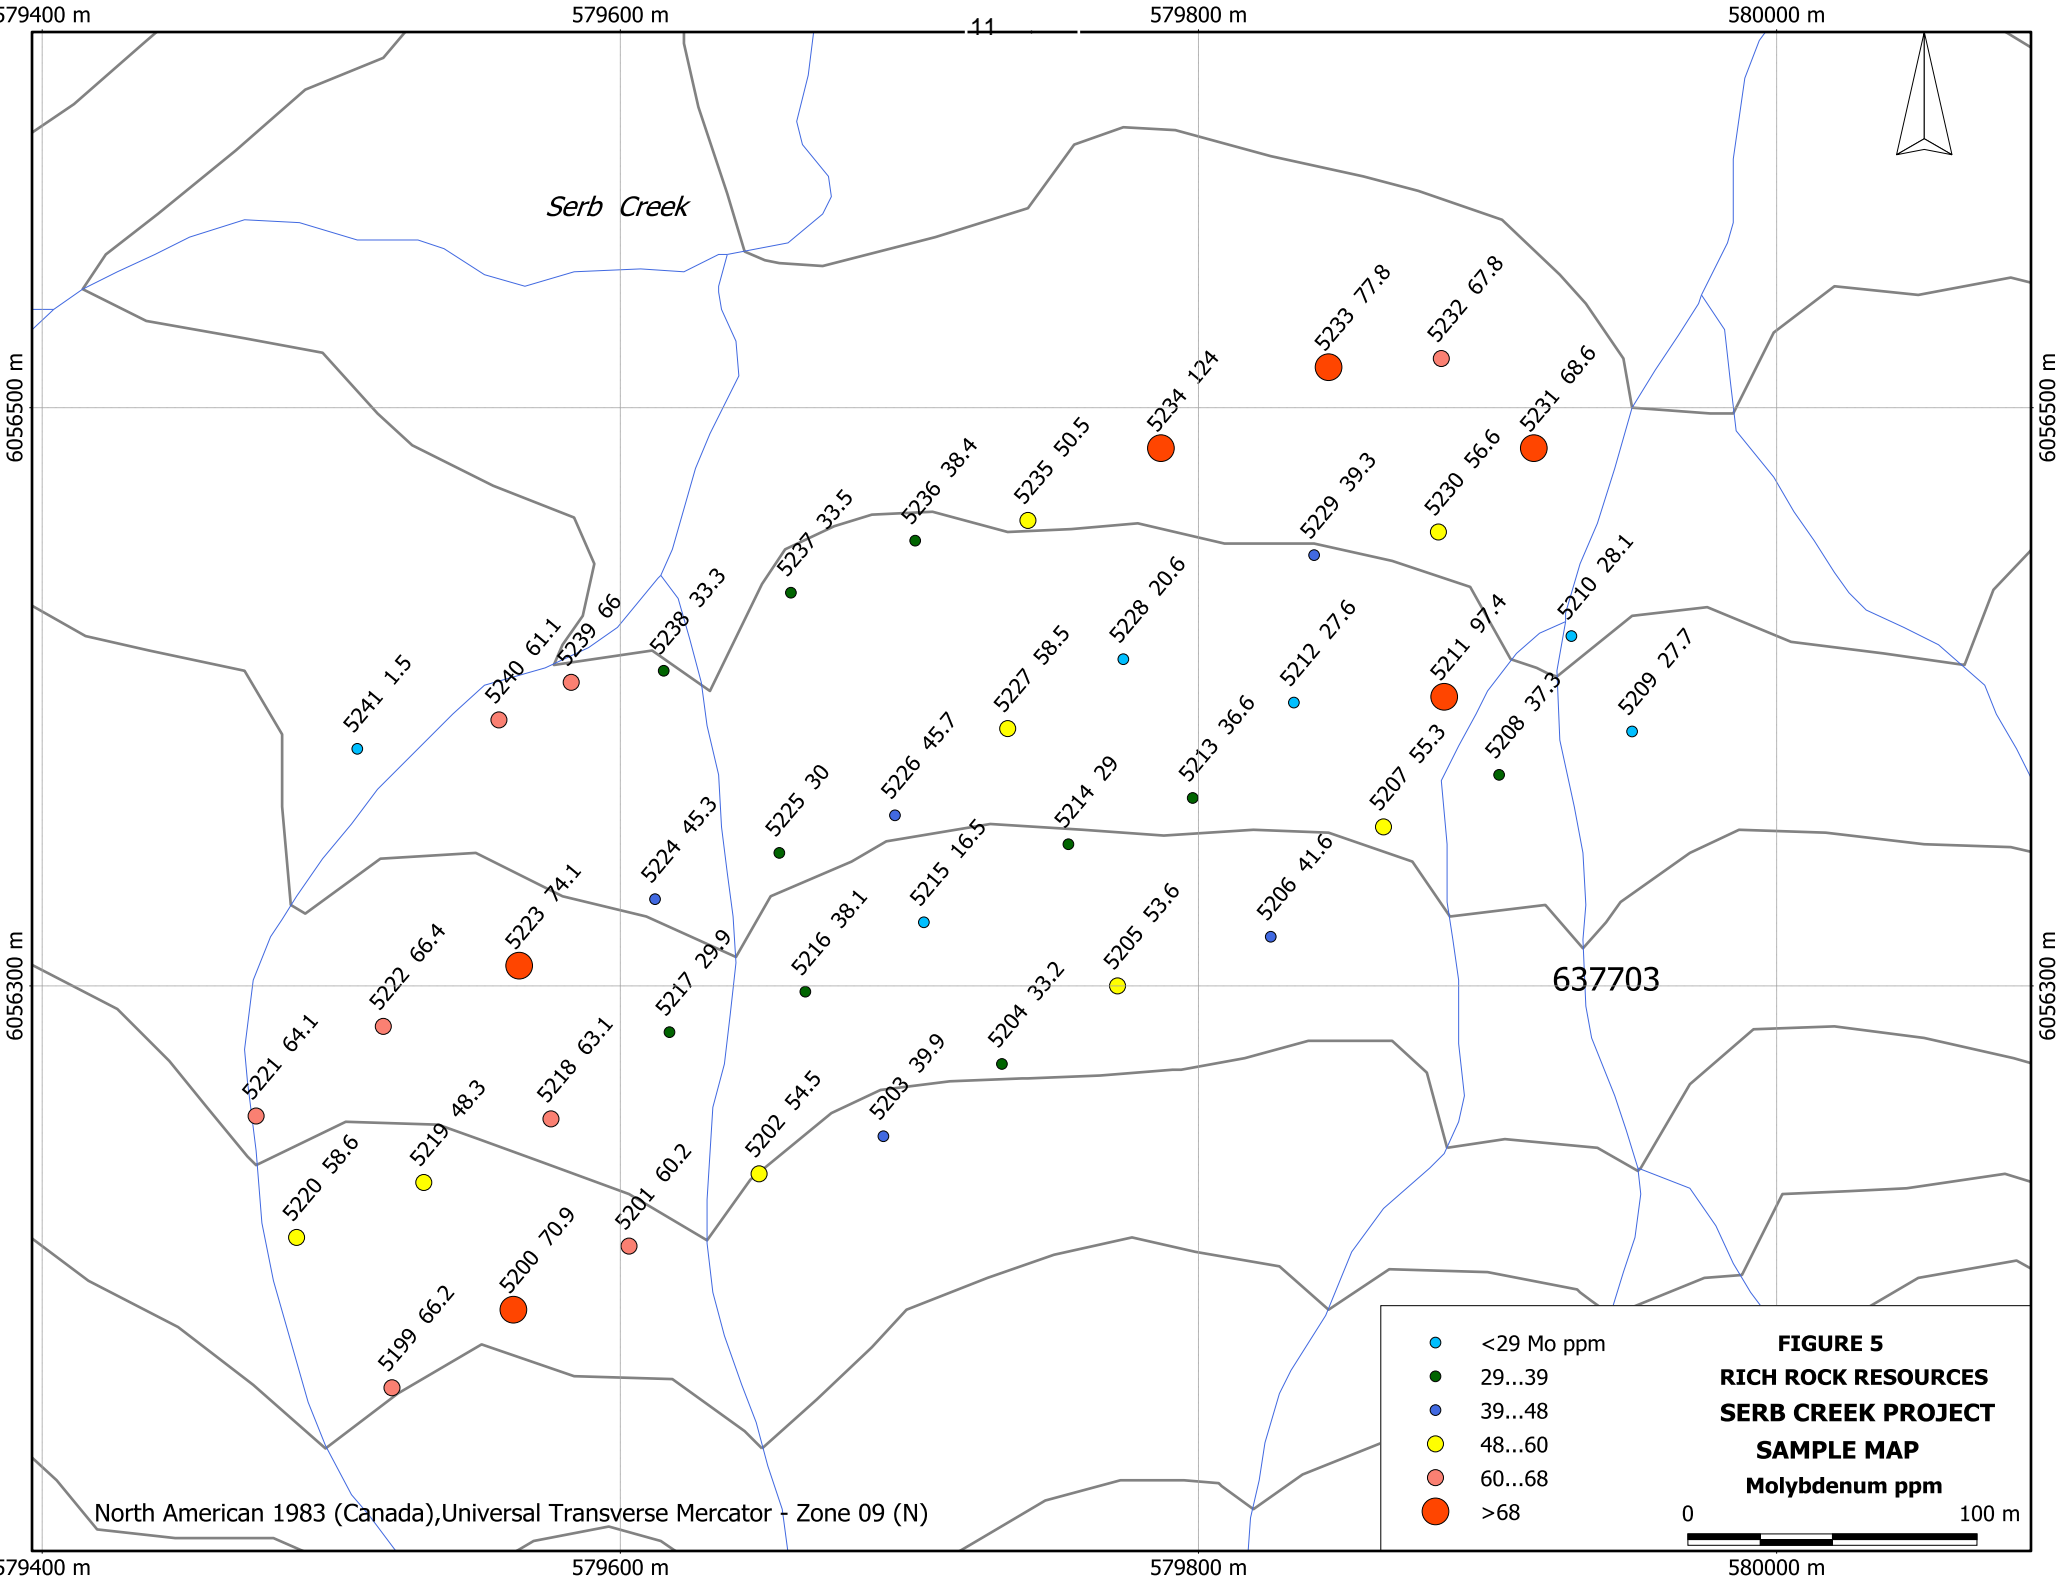 579400 m
579600 m
579800 m
580000 m
11
Serb Creek
5233 77.8
5232 67.8
5234 124
5231 68.6
6056500 m
6056500 m
5235 50.5
5236 38.4
5230 56.6
5229 39.3
5237 33.5
5210 28.1
5228 20.6
5238 33.3
5239 66
5240 61.1
5241 1.5
5211 97.4
5212 27.6
5209 27.7
5227 58.5
5208 37.3
5213 36.6
5226 45.7
5207 55.3
5214 29
5225 30
5224 45.3
5215 16.5
5206 41.6
5223 74.1
5205 53.6
5216 38.1
6056300 m
637703
6056300 m
5222 66.4
5217 29.9
5204 33.2
5221 64.1
5218 63.1
5203 39.9
5202 54.5
5219 48.3
5220 58.6
5201 60.2
5200 70.9
5199 66.2
<29 Mo ppm
29...39
39...48
48...60
60...68
>68
FIGURE 5
RICH ROCK RESOURCES
SERB CREEK PROJECT
SAMPLE MAP
Molybdenum ppm
0 100 m
North American 1983 (Canada),Universal Transverse Mercator - Zone 09 (N)
579400 m
579600 m
579800 m
580000 m